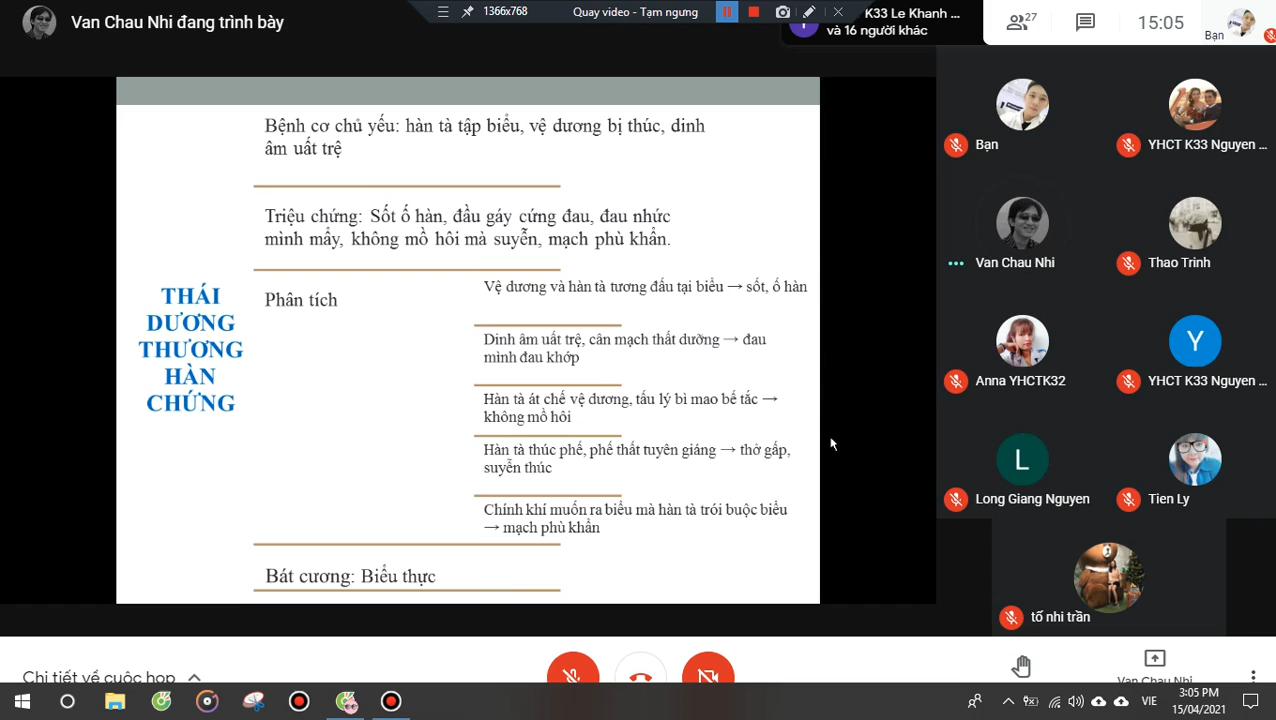 Van Chau Nhi đang trình bày
1366x768
Quay video - Tạm ngưng
K33 Le Khanh ...
và 16 người khác
27
15:05
Bạn
Bệnh cơ chủ yếu: hàn tà tập biểu, vệ dương bị thúc, dinh
âm uất trệ
Triệu chứng: Sốt ố hàn, đầu gáy cứng đau, đau nhức
mình mẩy, không mồ hôi mà suyễn, mạch phù khẩn.
THÁI
DƯƠNG
THƯƠNG
HÀN
CHỨNG
Phân tích
Vệ dương và hàn tà tương đấu tại biểu → sốt, ố hàn
Dinh âm uất trệ, cân mạch thất dưỡng → đau
mình đau khớp
Hàn tà át chế vệ dương, tấu lý bì mao bế tắc →
không mồ hôi
Hàn tà thúc phế, phế thất tuyên giáng → thở gấp,
suyễn thúc
Chính khí muốn ra biểu mà hàn tà trói buộc biểu
→ mạch phù khẩn
Bát cương: Biểu thực
Bạn
YHCT K33 Nguyen ...
Van Chau Nhi
Thao Trinh
Y
Anna YHCTK32
YHCT K33 Nguyen ...
L
Long Giang Nguyen
Tien Ly
tố nhi trần
Chi tiết về cuộc họp
Van Chau Nhi
VIE
3:05 PM
15/04/2021